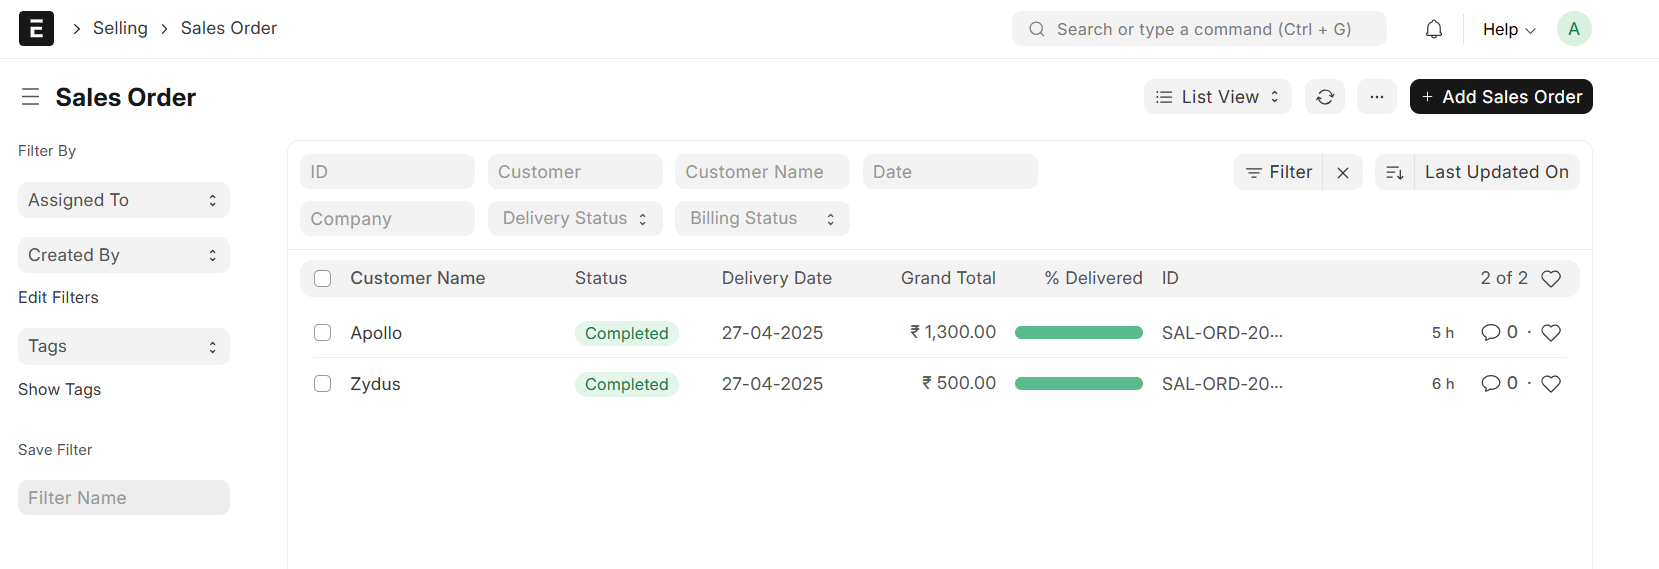 E Selling Sales Order Search or type a command (Ctrl + G) Help A
Sales Order List View ... + Add Sales Order
Filter By
ID Customer Customer Name Date Filter Last Updated On
Assigned To
Company Delivery Status Billing Status
Created By
Customer Name Status Delivery Date Grand Total % Delivered ID 2 of 2
Edit Filters
Apollo Completed 27-04-2025 ₹ 1,300.00 SAL-ORD-20... 5 h 0 ·
Tags
Zydus Completed 27-04-2025 ₹ 500.00 SAL-ORD-20... 6 h 0 ·
Show Tags
Save Filter
Filter Name